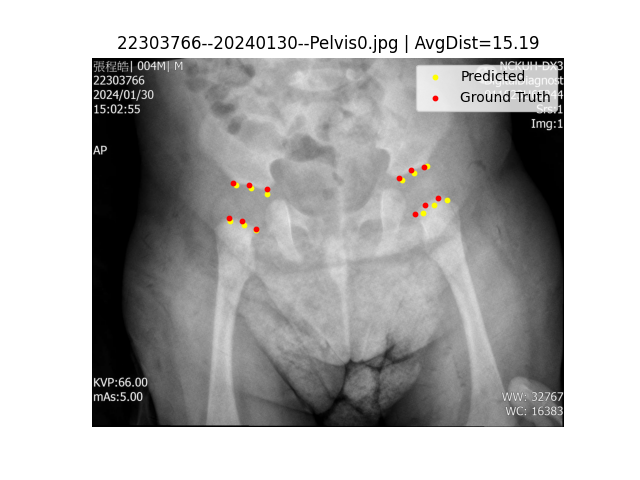 22303766--20240130--Pelvis0.jpg | AvgDist=15.19
張程皓| 004M| M
22303766
2024/01/30
15:02:55
AP
NCKUH DX3
Predicted
Ground Truth
Srs:1
Img:1
KVP:66.00
mAs:5.00
WW: 32767
WC: 16383